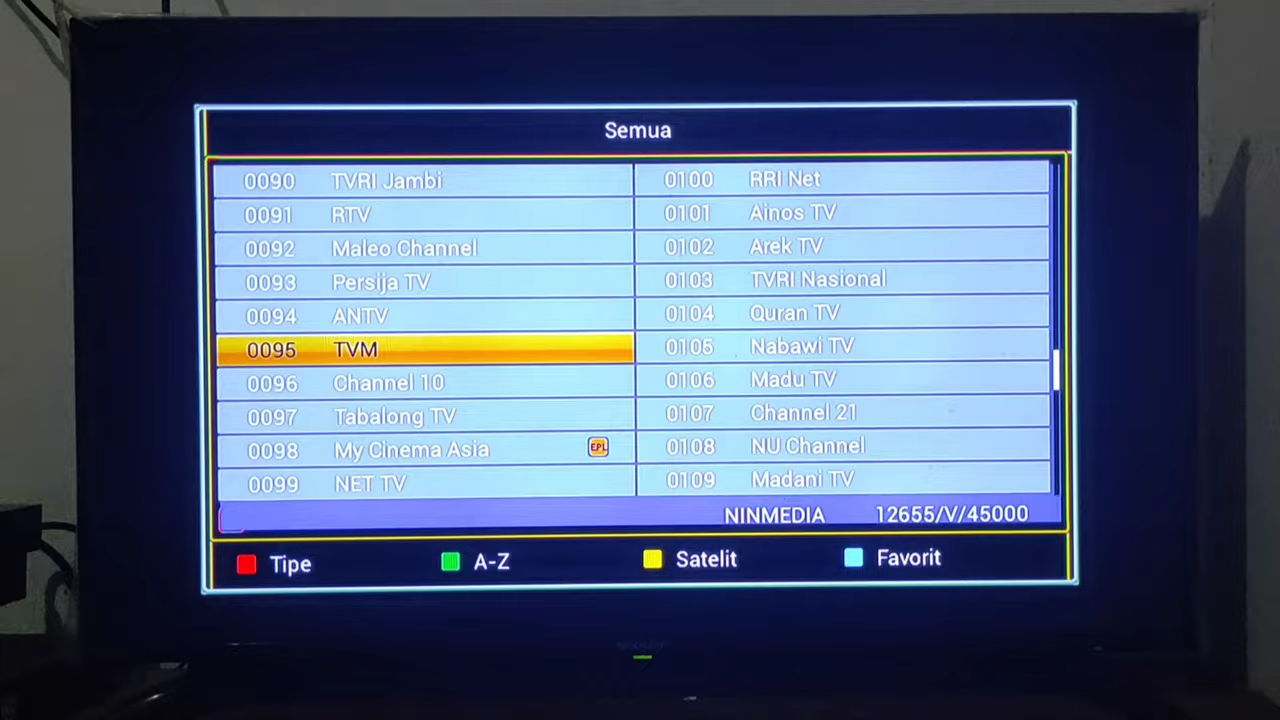 Semua
0090 TVRI Jambi
0091 RTV
0092 Maleo Channel
0093 Persija TV
0094 ANTV
0095 TVM
0096 Channel 10
0097 Tabalong TV
0098 My Cinema Asia EPL
0099 NET TV
0100 RRI Net
0101 Ainos TV
0102 Arek TV
0103 TVRI Nasional
0104 Quran TV
0105 Nabawi TV
0106 Madu TV
0107 Channel 21
0108 NU Channel
0109 Madani TV
NINMEDIA 12655/V/45000
Tipe A-Z Satelit Favorit